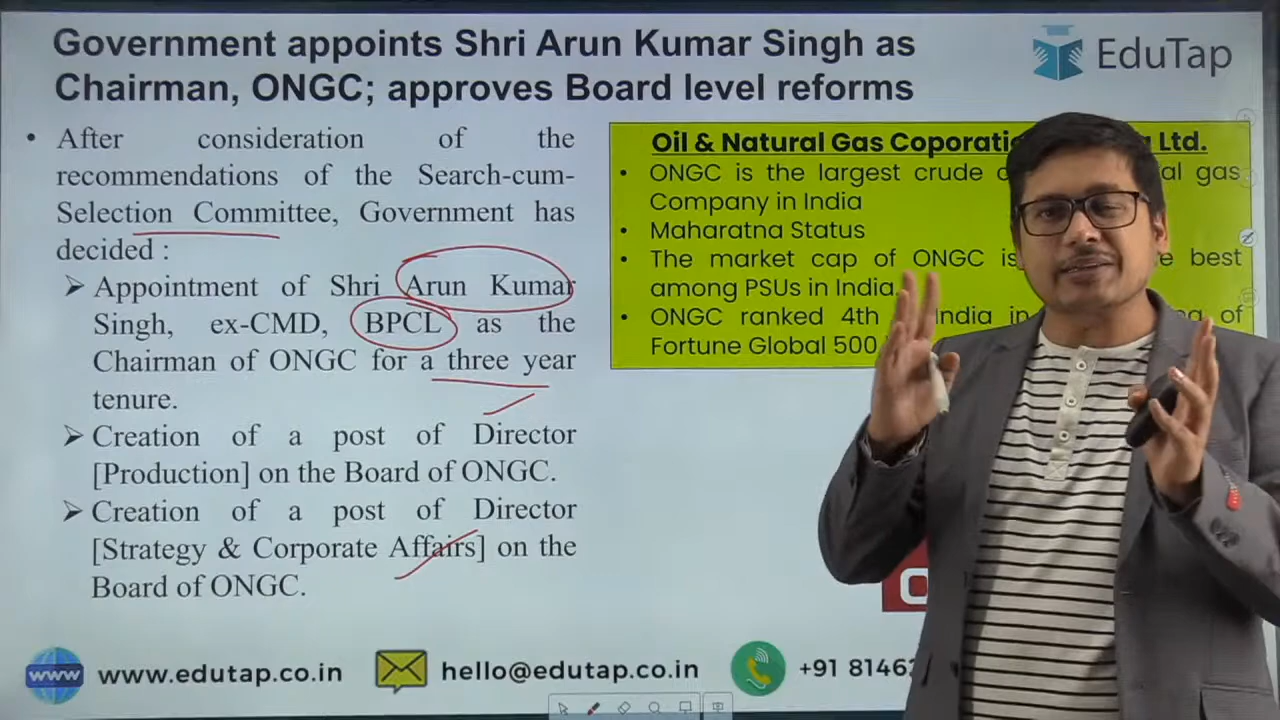 Government appoints Shri Arun Kumar Singh as
Chairman, ONGC; approves Board level reforms
EduTap
• After consideration of the
recommendations of the Search-cum-
Selection Committee, Government has
decided :
➤ Appointment of Shri Arun Kumar
Singh, ex-CMD, BPCL as the
Chairman of ONGC for a three year
tenure.
➤ Creation of a post of Director
[Production] on the Board of ONGC.
➤ Creation of a post of Director
[Strategy & Corporate Affairs] on the
Board of ONGC.
Oil & Natural Gas Ltd.
• ONGC is the largest crude gas
Company in India
• Maharatna Status
• The market cap of ONGC best
among PSUs in India.
• ONGC ranked 4th India in of
Fortune Global 500
www
www.edutap.co.in
hello@edutap.co.in
+91 8146